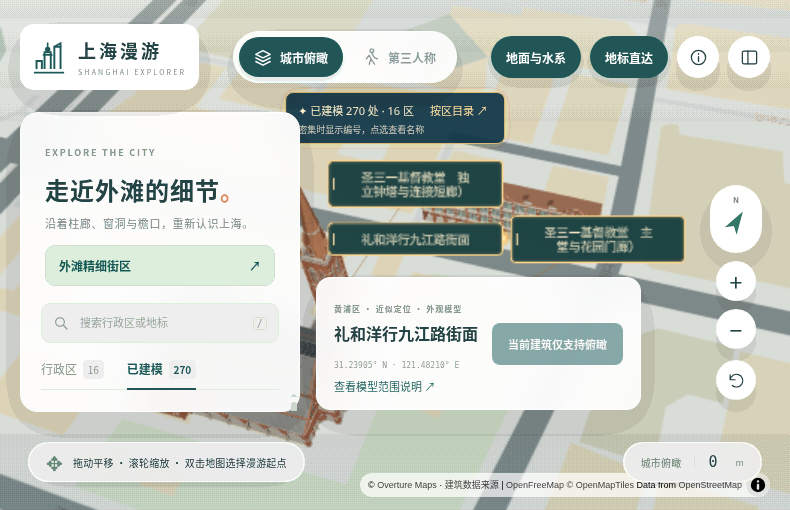 上海漫游
SHANGHAI EXPLORER
城市俯瞰
第三人称
地面与水系
地标直达
✦ 已建模 270 处 · 16 区 按区目录 ↗
密集时显示编号，点选查看名称
EXPLORE THE CITY
走近外滩的细节。
沿着柱廊、窗洞与檐口，重新认识上海。
外滩精细街区 ↗
搜索行政区或地标 /
行政区 16 已建模 270
圣三一基督教堂 独
立钟塔与连接短廊）
礼和洋行九江路街面
圣三一基督教堂 主
堂与花园门廊）
N
+
−
黄浦区 · 近似定位 · 外观模型
礼和洋行九江路街面
当前建筑仅支持俯瞰
31.23905° N · 121.48210° E
查看模型范围说明 ↗
拖动平移 · 滚轮缩放 · 双击地图选择漫游起点
城市俯瞰 0 m
© Overture Maps · 建筑数据来源 | OpenFreeMap © OpenMapTiles Data from OpenStreetMap